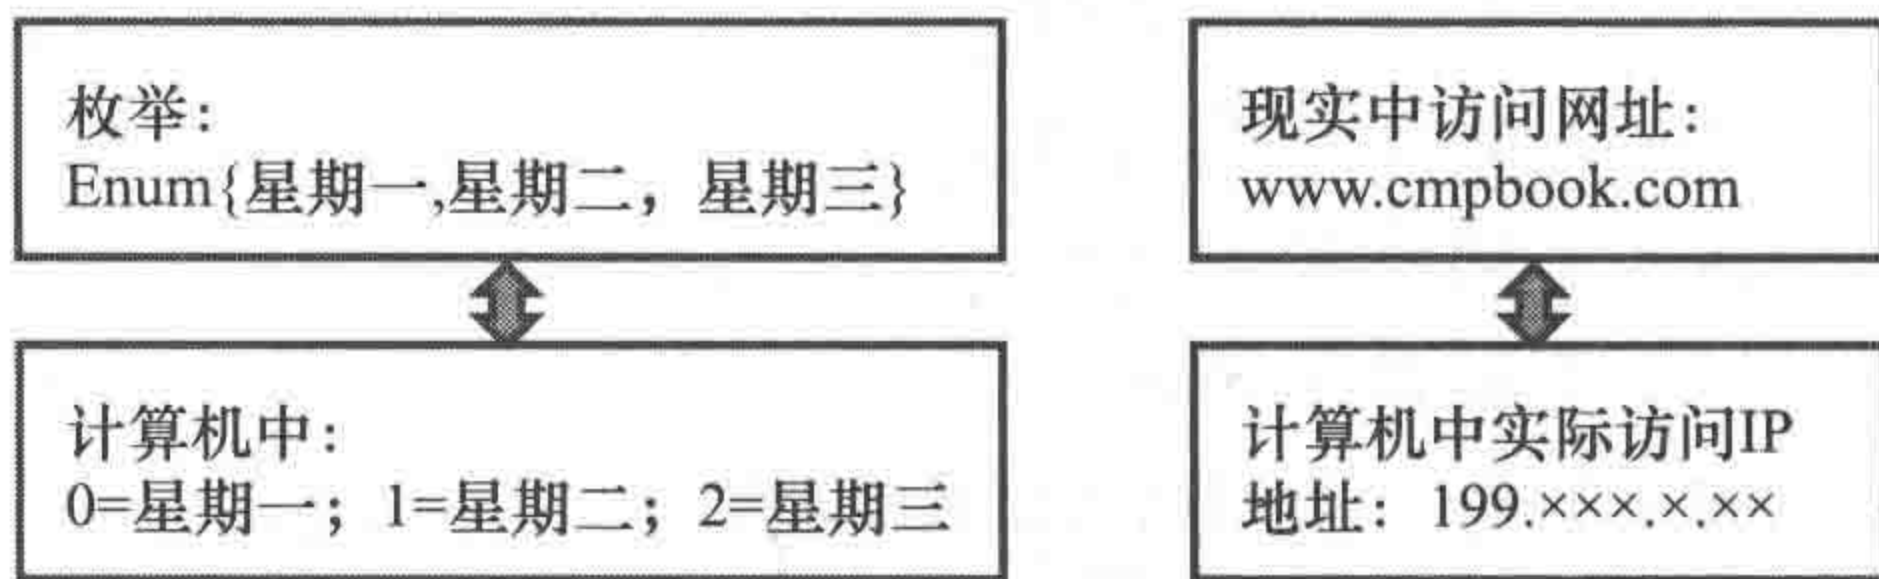 枚举：
Enum{星期一,星期二，星期三}
现实中访问网址：
www.cmpbook.com
计算机中：
0=星期一；1=星期二；2=星期三
计算机中实际访问IP
地址：199.×××.×.××